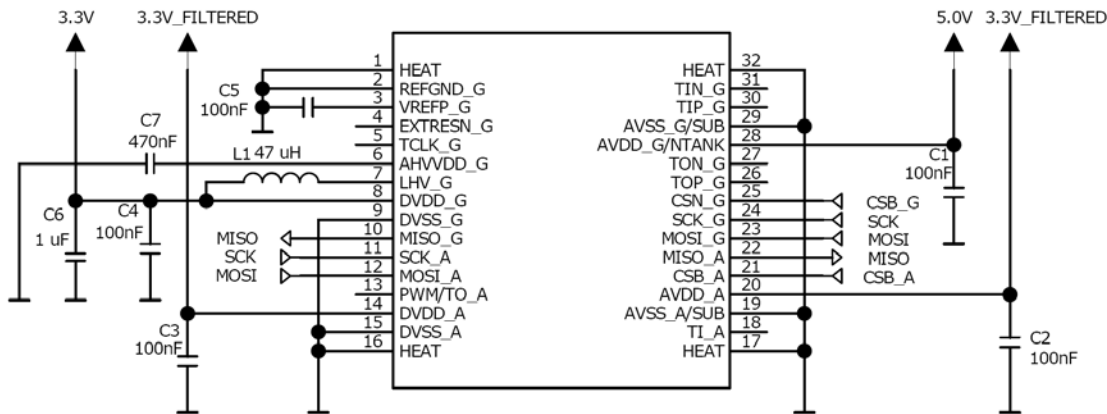 3.3V 3.3V_FILTERED 5.0V 3.3V_FILTERED
1 HEAT HEAT 32
2 REFGND_G TIN_G 31
C5 100nF 3 VREFP_G TIP_G 30
4 EXTRESN_G AVSS_G/SUB 29
5 TCLK_G AVDD_G/NTANK 28
C7 470nF 6 AHVVDD_G TON_G 27
L1 47 uH 7 LHV_G TOP_G 26
C1 100nF
8 DVDD_G CSN_G 25 CSB_G
C6 1 uF C4 100nF 9 DVSS_G SCK_G 24 SCK
MISO 10 MISO_G MOSI_G 23 MOSI
SCK 11 SCK_A MISO_A 22 MISO
MOSI 12 MOSI_A CSB_A 21 CSB_A
13 PWM/TO_A AVDD_A 20
14 DVDD_A AVSS_A/SUB 19
C3 100nF 15 DVSS_A TI_A 18
16 HEAT HEAT 17
C2 100nF